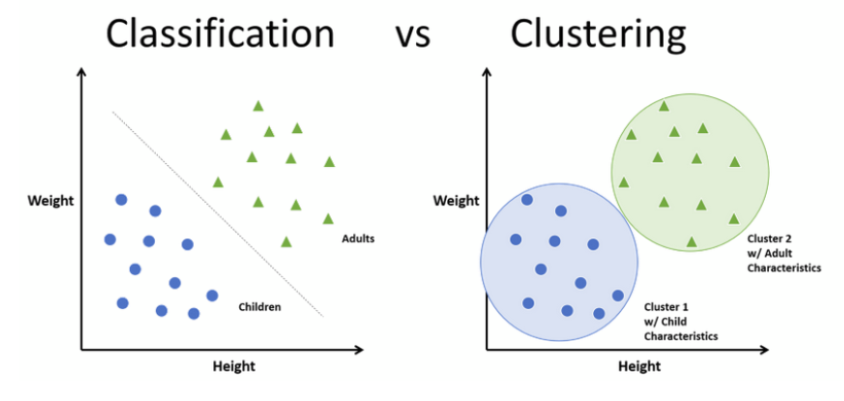 Classification vs Clustering
Weight
Adults
Children
Height
Weight
Cluster 2
w/ Adult
Characteristics
Cluster 1
w/ Child
Characteristics
Height